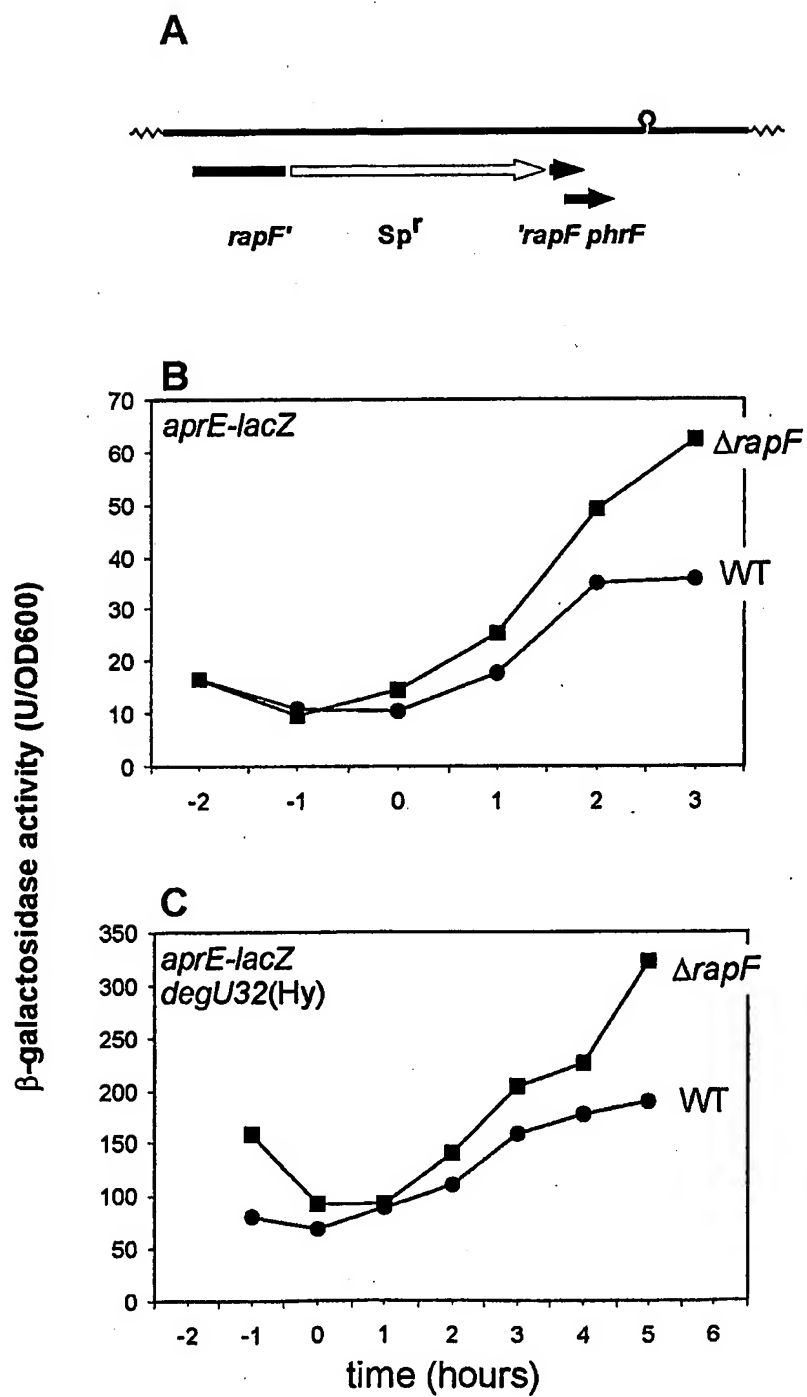 A
rapF' Spʳ 'rapF phrF
B
β-galactosidase activity (U/OD600)
aprE-lacZ
70
60
50
40
30
20
10
0
ΔrapF
WT
-2 -1 0 1 2 3
C
aprE-lacZ
degU32(Hy)
350
300
250
200
150
100
50
0
ΔrapF
WT
-2 -1 0 1 2 3 4 5 6
time (hours)